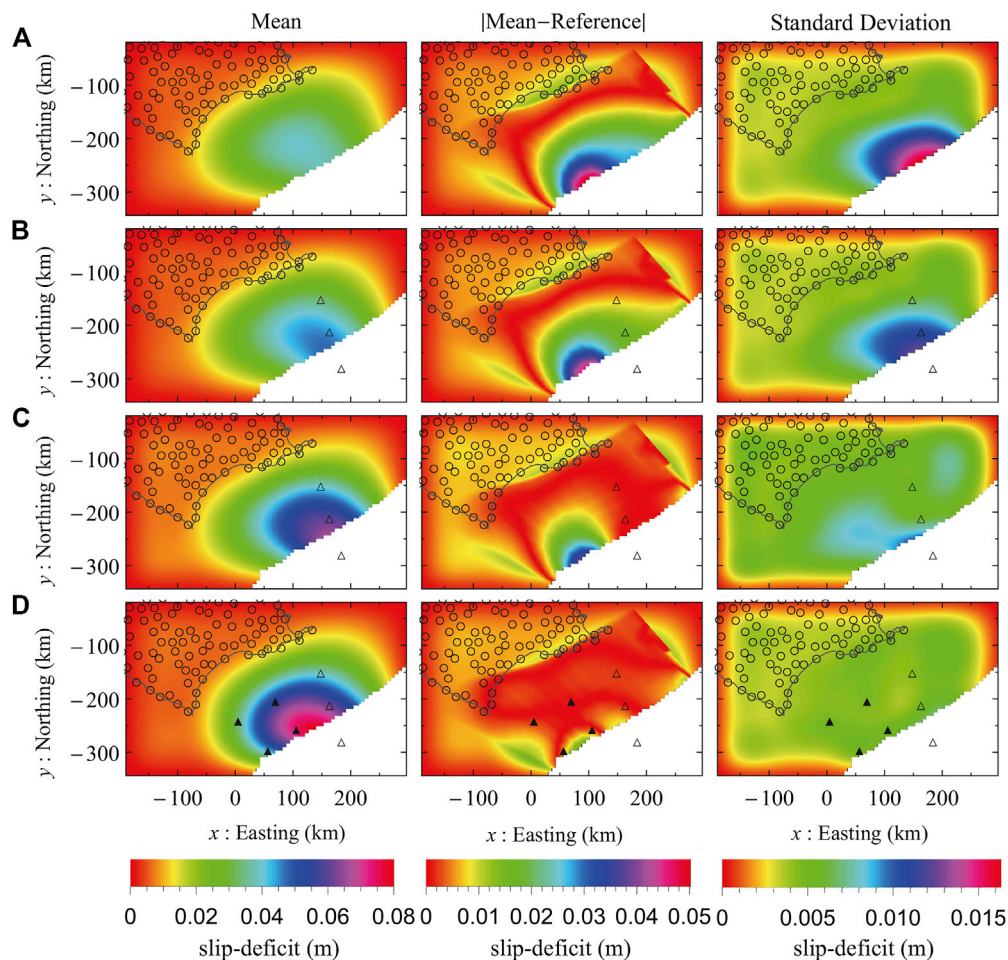 Mean |Mean−Reference| Standard Deviation
A
y : Northing (km)
−100
−200
−300
B
y : Northing (km)
−100
−200
−300
C
y : Northing (km)
−100
−200
−300
D
y : Northing (km)
−100
−200
−300
−100 0 100 200 −100 0 100 200 −100 0 100 200
x : Easting (km) x : Easting (km) x : Easting (km)
0 0.02 0.04 0.06 0.08 0 0.01 0.02 0.03 0.04 0.05 0 0.005 0.010 0.015
slip-deficit (m) slip-deficit (m) slip-deficit (m)